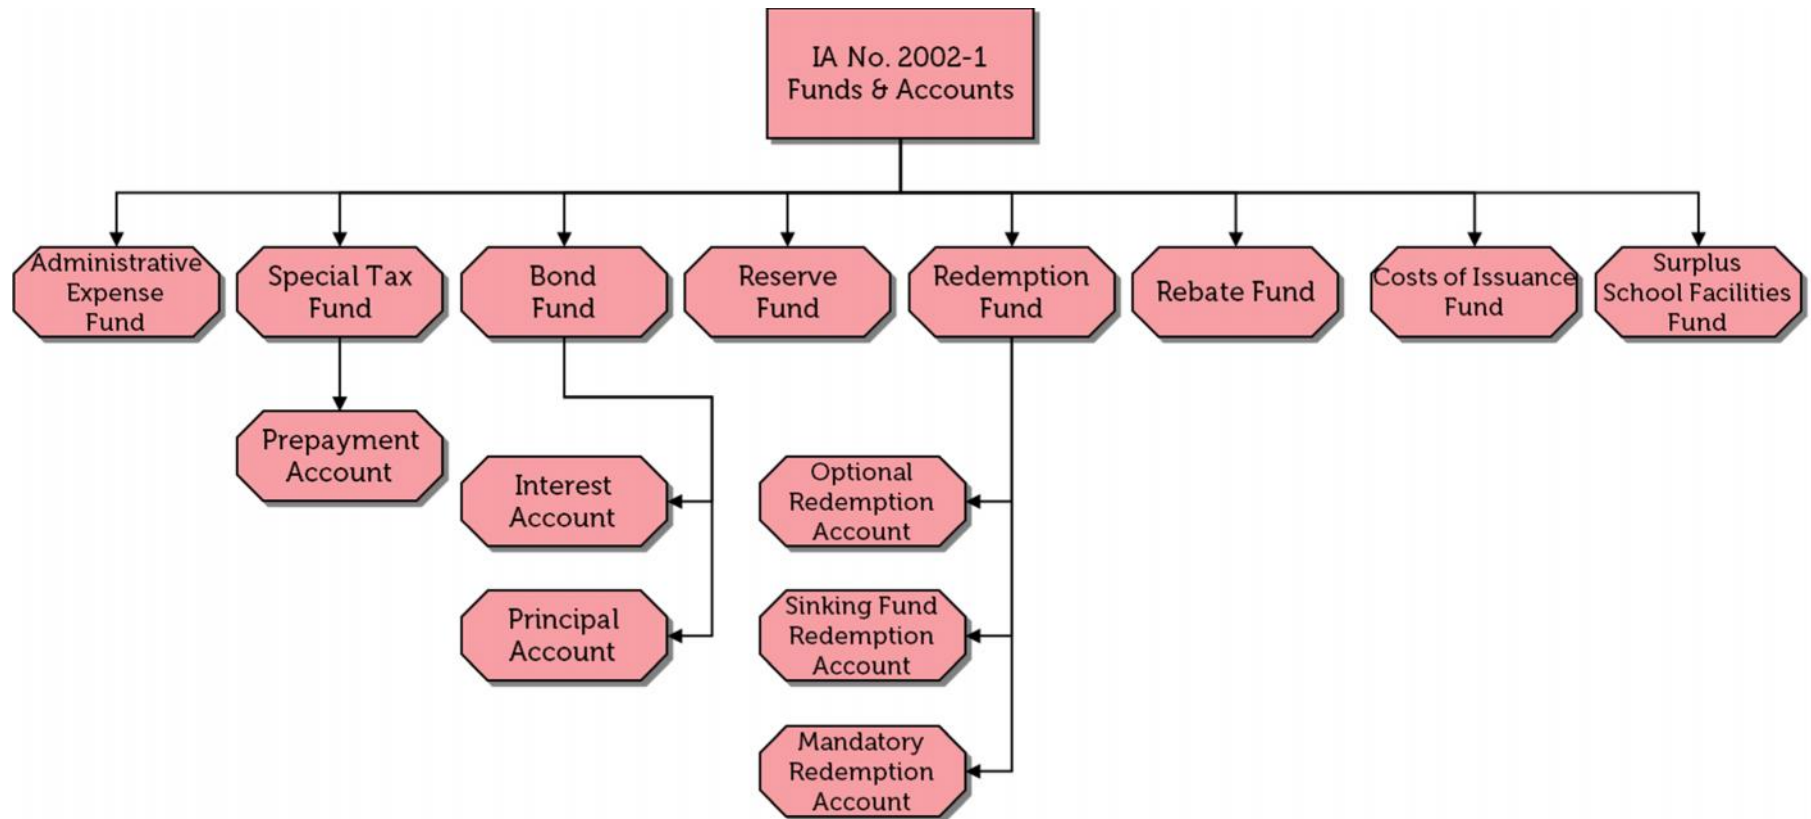 IA No. 2002-1
Funds & Accounts
Administrative
Expense
Fund
Special Tax
Fund
Bond
Fund
Reserve
Fund
Redemption
Fund
Rebate Fund
Costs of Issuance
Fund
Surplus
School Facilities
Fund
Prepayment
Account
Interest
Account
Principal
Account
Optional
Redemption
Account
Sinking Fund
Redemption
Account
Mandatory
Redemption
Account